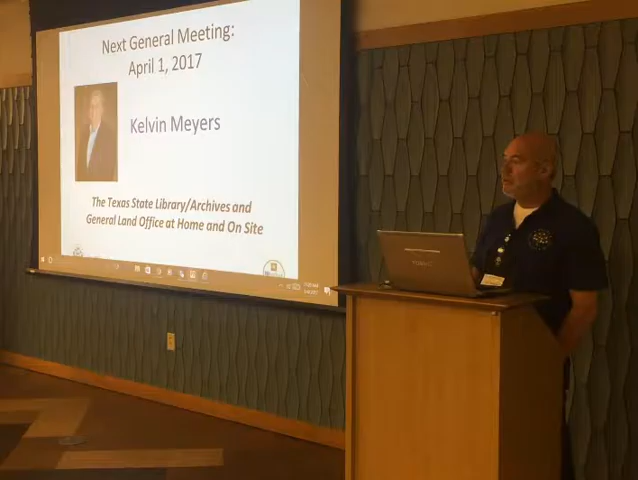 Next General Meeting:
April 1, 2017
Kelvin Meyers
The Texas State Library/Archives and
General Land Office at Home and On Site